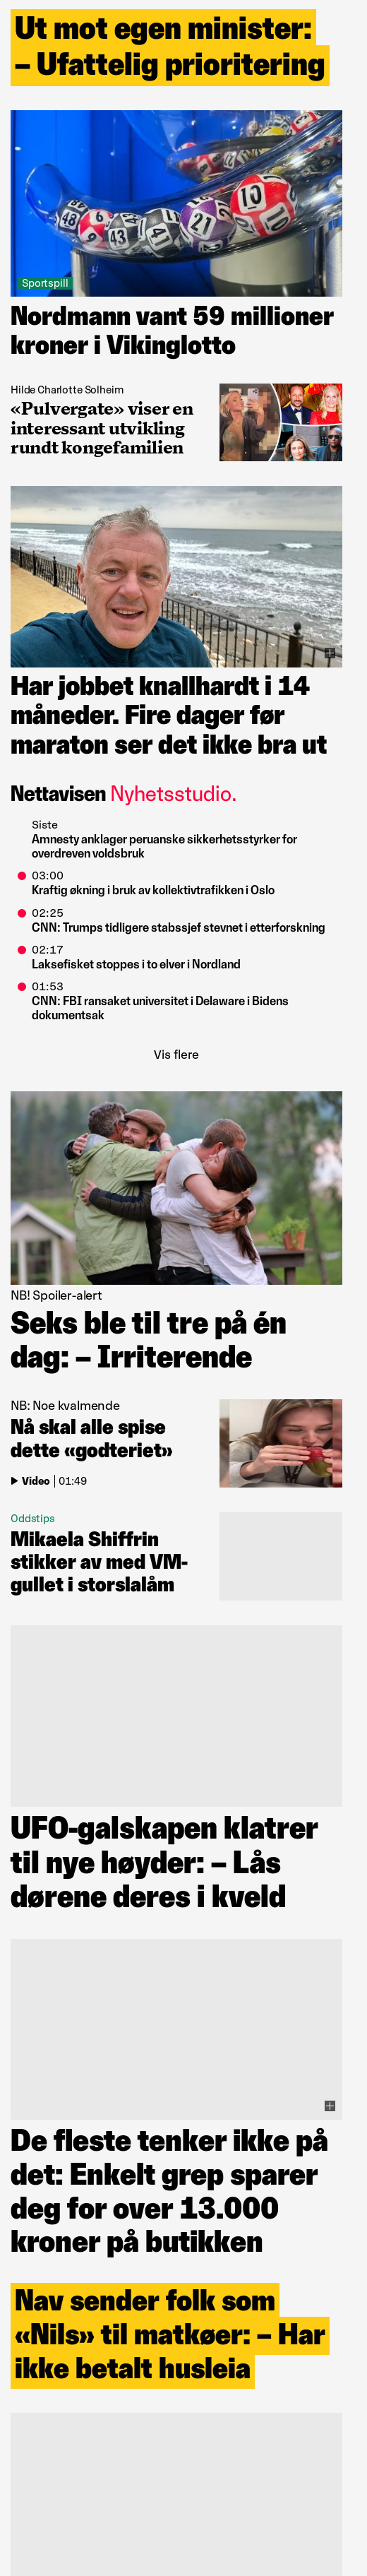 Ut mot egen minister:
– Ufattelig prioritering
48
43
41
21
10
10
Sportspill
Nordmann vant 59 millioner
kroner i Vikinglotto
Hilde Charlotte Solheim
«Pulvergate» viser en
interessant utvikling
rundt kongefamilien
Har jobbet knallhardt i 14
måneder. Fire dager før
maraton ser det ikke bra ut
Nettavisen Nyhetsstudio.
Siste
Amnesty anklager peruanske sikkerhetsstyrker for
overdreven voldsbruk
03:00
Kraftig økning i bruk av kollektivtrafikken i Oslo
02:25
CNN: Trumps tidligere stabssjef stevnet i etterforskning
02:17
Laksefisket stoppes i to elver i Nordland
01:53
CNN: FBI ransaket universitet i Delaware i Bidens
dokumentsak
Vis flere
NB! Spoiler-alert
Seks ble til tre på én
dag: – Irriterende
NB: Noe kvalmende
Nå skal alle spise
dette «godteriet»
Video | 01:49
Oddstips
Mikaela Shiffrin
stikker av med VM-
gullet i storslalåm
UFO-galskapen klatrer
til nye høyder: – Lås
dørene deres i kveld
De fleste tenker ikke på
det: Enkelt grep sparer
deg for over 13.000
kroner på butikken
Nav sender folk som
«Nils» til matkøer: – Har
ikke betalt husleia